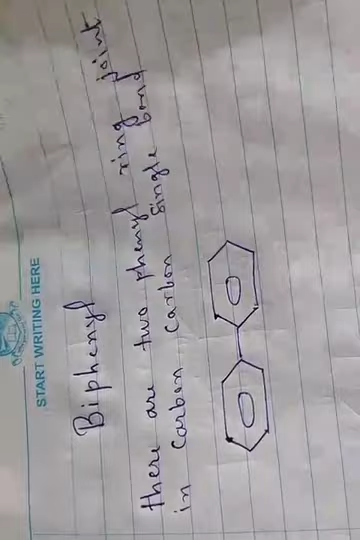 START WRITING HERE
Biphenyl
there are two phenyl ring joint
in carbon carbon single bond